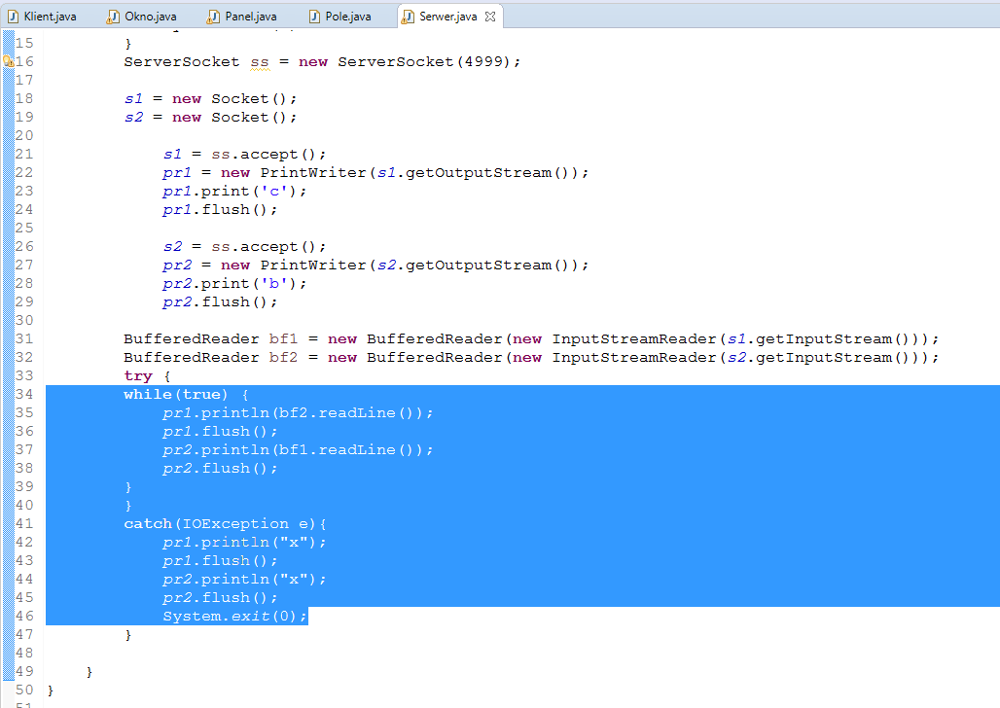 Klient.java Okno.java Panel.java Pole.java Serwer.java
15 }
16 ServerSocket ss = new ServerSocket(4999);
17
18 s1 = new Socket();
19 s2 = new Socket();
20
21 s1 = ss.accept();
22 pr1 = new PrintWriter(s1.getOutputStream());
23 pr1.print('c');
24 pr1.flush();
25
26 s2 = ss.accept();
27 pr2 = new PrintWriter(s2.getOutputStream());
28 pr2.print('b');
29 pr2.flush();
30
31 BufferedReader bf1 = new BufferedReader(new InputStreamReader(s1.getInputStream()));
32 BufferedReader bf2 = new BufferedReader(new InputStreamReader(s2.getInputStream()));
33 try {
34 while(true) {
35 pr1.println(bf2.readLine());
36 pr1.flush();
37 pr2.println(bf1.readLine());
38 pr2.flush();
39 }
40 }
41 catch(IOException e){
42 pr1.println("x");
43 pr1.flush();
44 pr2.println("x");
45 pr2.flush();
46 System.exit(0);
47 }
48
49 }
50 }
51